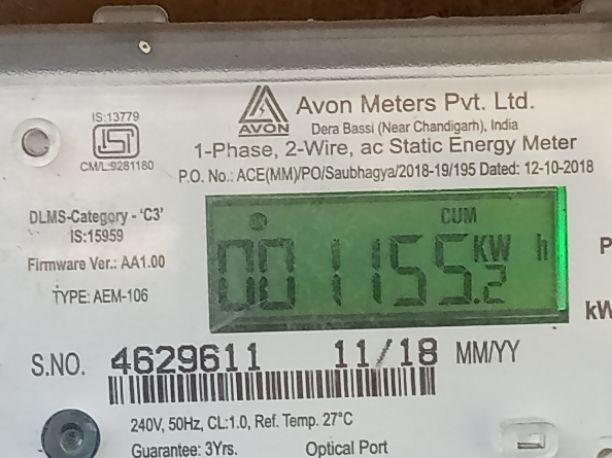 IS:13779
CM/L:9281180
AVON
Avon Meters Pvt. Ltd.
Dera Bassi (Near Chandigarh), India
1-Phase, 2-Wire, ac Static Energy Meter
P.O. No.: ACE(MM)/PO/Saubhagya/2018-19/195 Dated: 12-10-2018
DLMS-Category - 'C3'
IS:15959
Firmware Ver.: AA1.00
TYPE: AEM-106
CUM
001155.2 KW h
S.NO. 4629611 11/18 MM/YY
240V, 50Hz, CL:1.0, Ref. Temp. 27°C
Guarantee: 3Yrs. Optical Port